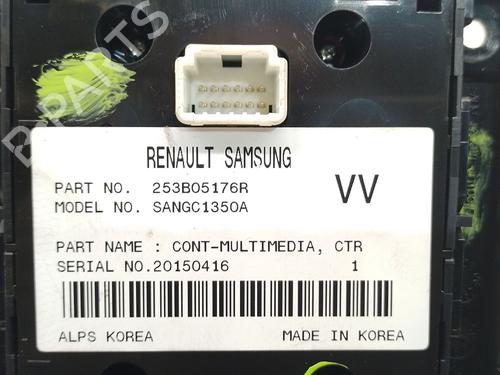 RENAULT SAMSUNG
PART NO. 253B05176R
VV
MODEL NO. SANGC1350A
PART NAME : CONT-MULTIMEDIA, CTR
SERIAL NO.20150416 1
ALPS KOREA MADE IN KOREA
B-PARTS